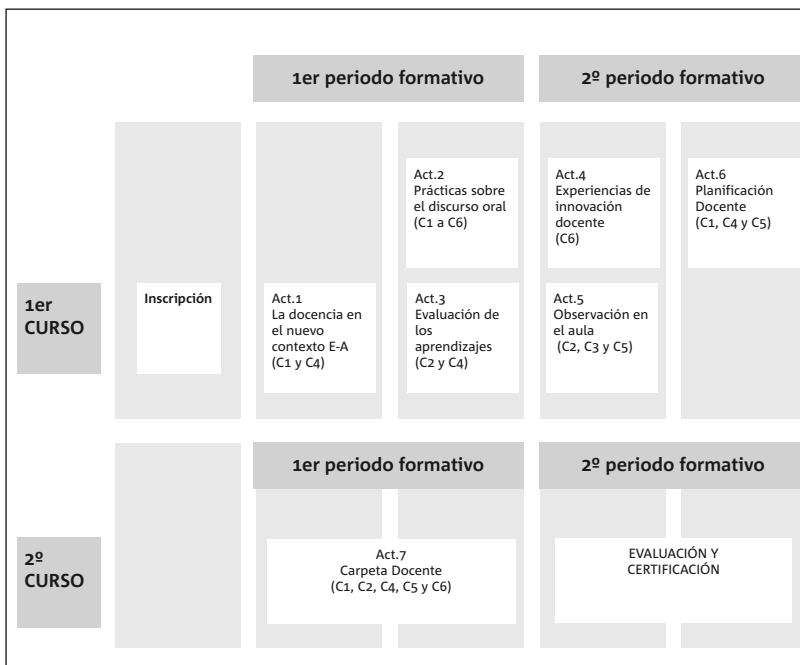 1er periodo formativo
2º periodo formativo
Act.2
Prácticas sobre
el discurso oral
(C1 a C6)
Act.4
Experiencias de
innovación
docente
(C6)
Act.6
Planificación
Docente
(C1, C4 y C5)
1er
CURSO
Inscripción
Act.1
La docencia en
el nuevo
contexto E-A
(C1 y C4)
Act.3
Evaluación de
los
aprendizajes
(C2 y C4)
Act.5
Observación en
el aula
(C2, C3 y C5)
1er periodo formativo
2º periodo formativo
2º
CURSO
Act.7
Carpeta Docente
(C1, C2, C4, C5 y C6)
EVALUACIÓN Y
CERTIFICACIÓN